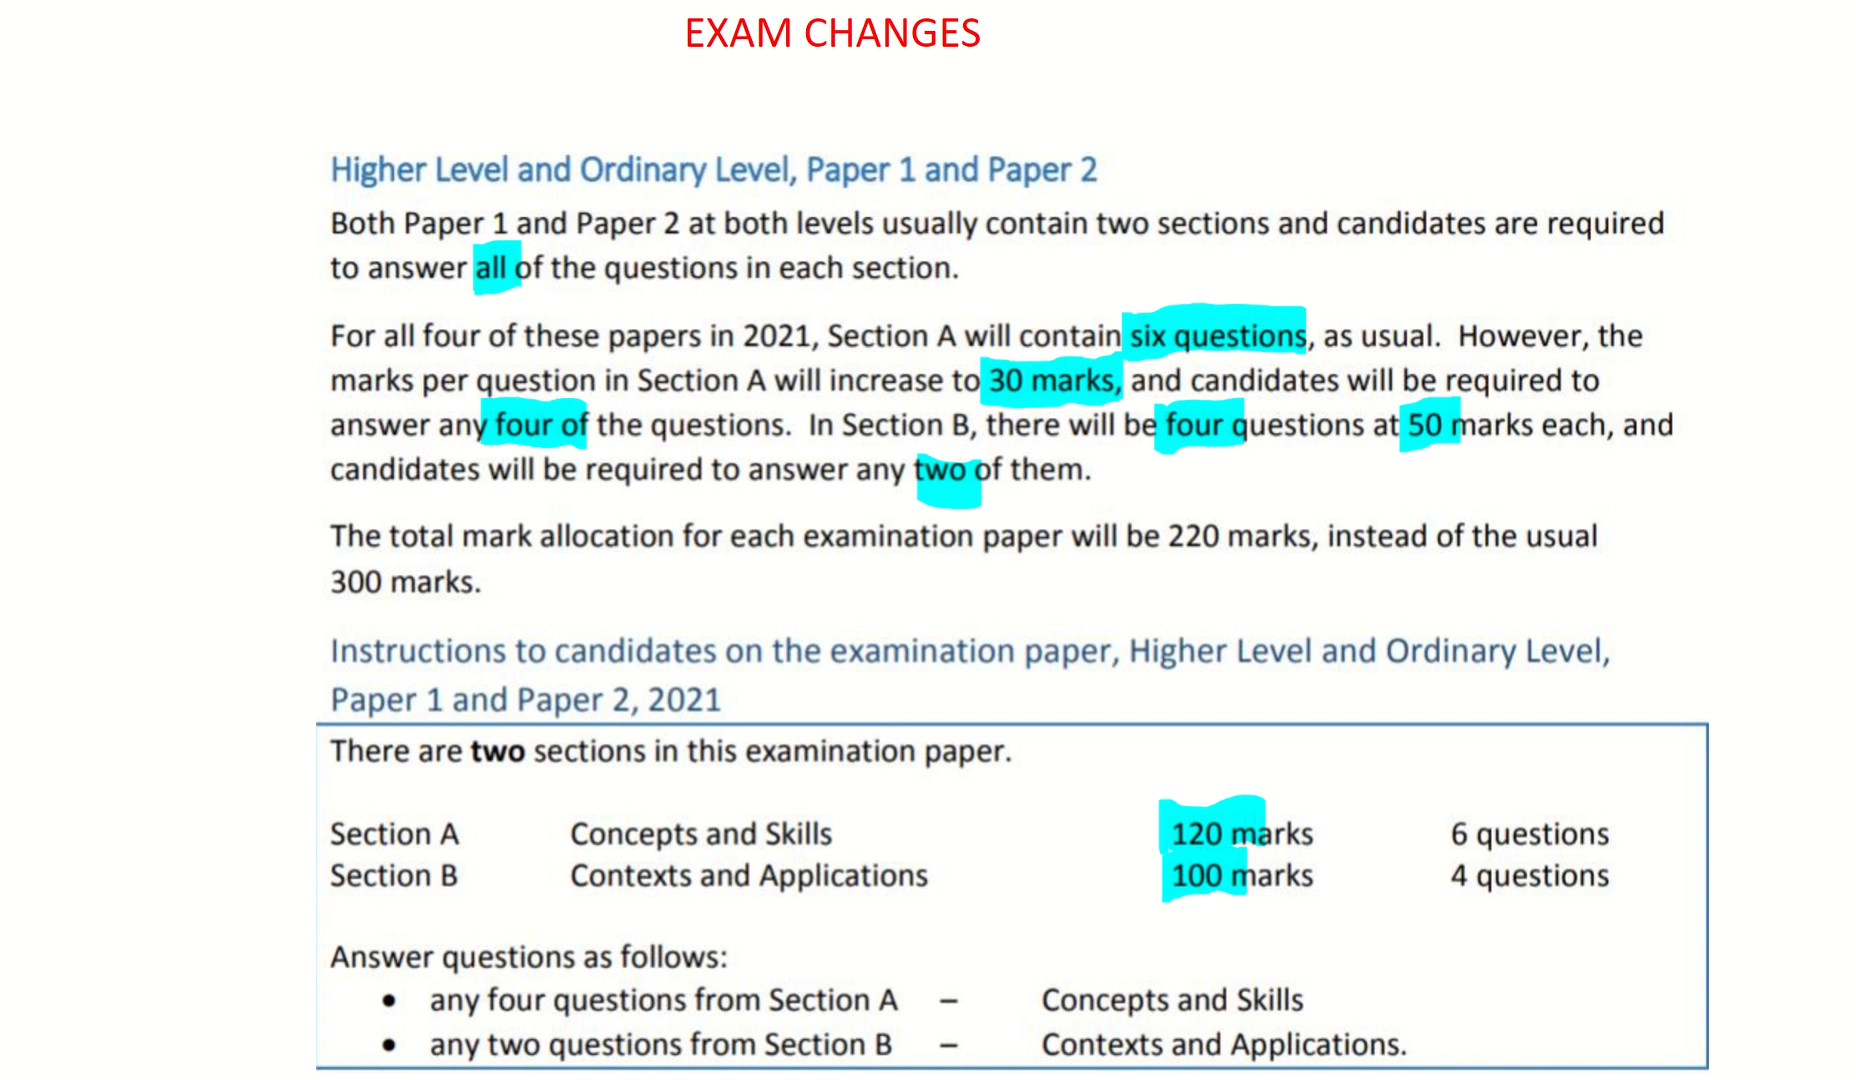 EXAM CHANGES
Higher Level and Ordinary Level, Paper 1 and Paper 2
Both Paper 1 and Paper 2 at both levels usually contain two sections and candidates are required
to answer all of the questions in each section.
For all four of these papers in 2021, Section A will contain six questions, as usual. However, the
marks per question in Section A will increase to 30 marks, and candidates will be required to
answer any four of the questions. In Section B, there will be four questions at 50 marks each, and
candidates will be required to answer any two of them.
The total mark allocation for each examination paper will be 220 marks, instead of the usual
300 marks.
Instructions to candidates on the examination paper, Higher Level and Ordinary Level,
Paper 1 and Paper 2, 2021
There are two sections in this examination paper.
Section A Concepts and Skills 120 marks 6 questions
Section B Contexts and Applications 100 marks 4 questions
Answer questions as follows:
• any four questions from Section A – Concepts and Skills
• any two questions from Section B – Contexts and Applications.